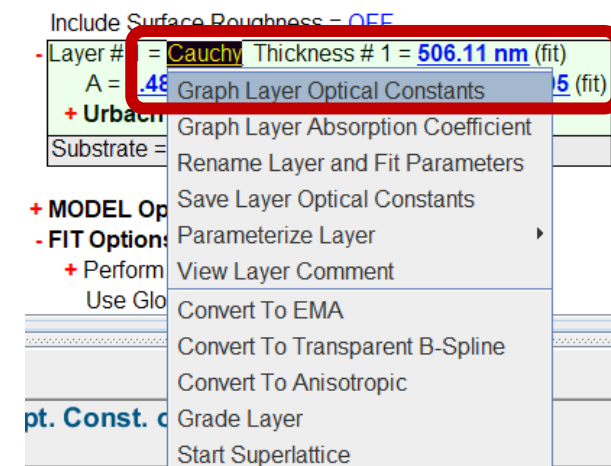 Include Surface Roughness = OFF
- Layer # 1 = Cauchy Thickness # 1 = 506.11 nm (fit)
A = .48 5 (fit)
+ Urbach
Substrate =
+ MODEL Op
- FIT Options
+ Perform
Use Glo
pt. Const. o
Graph Layer Optical Constants
Graph Layer Absorption Coefficient
Rename Layer and Fit Parameters
Save Layer Optical Constants
Parameterize Layer
View Layer Comment
Convert To EMA
Convert To Transparent B-Spline
Convert To Anisotropic
Grade Layer
Start Superlattice